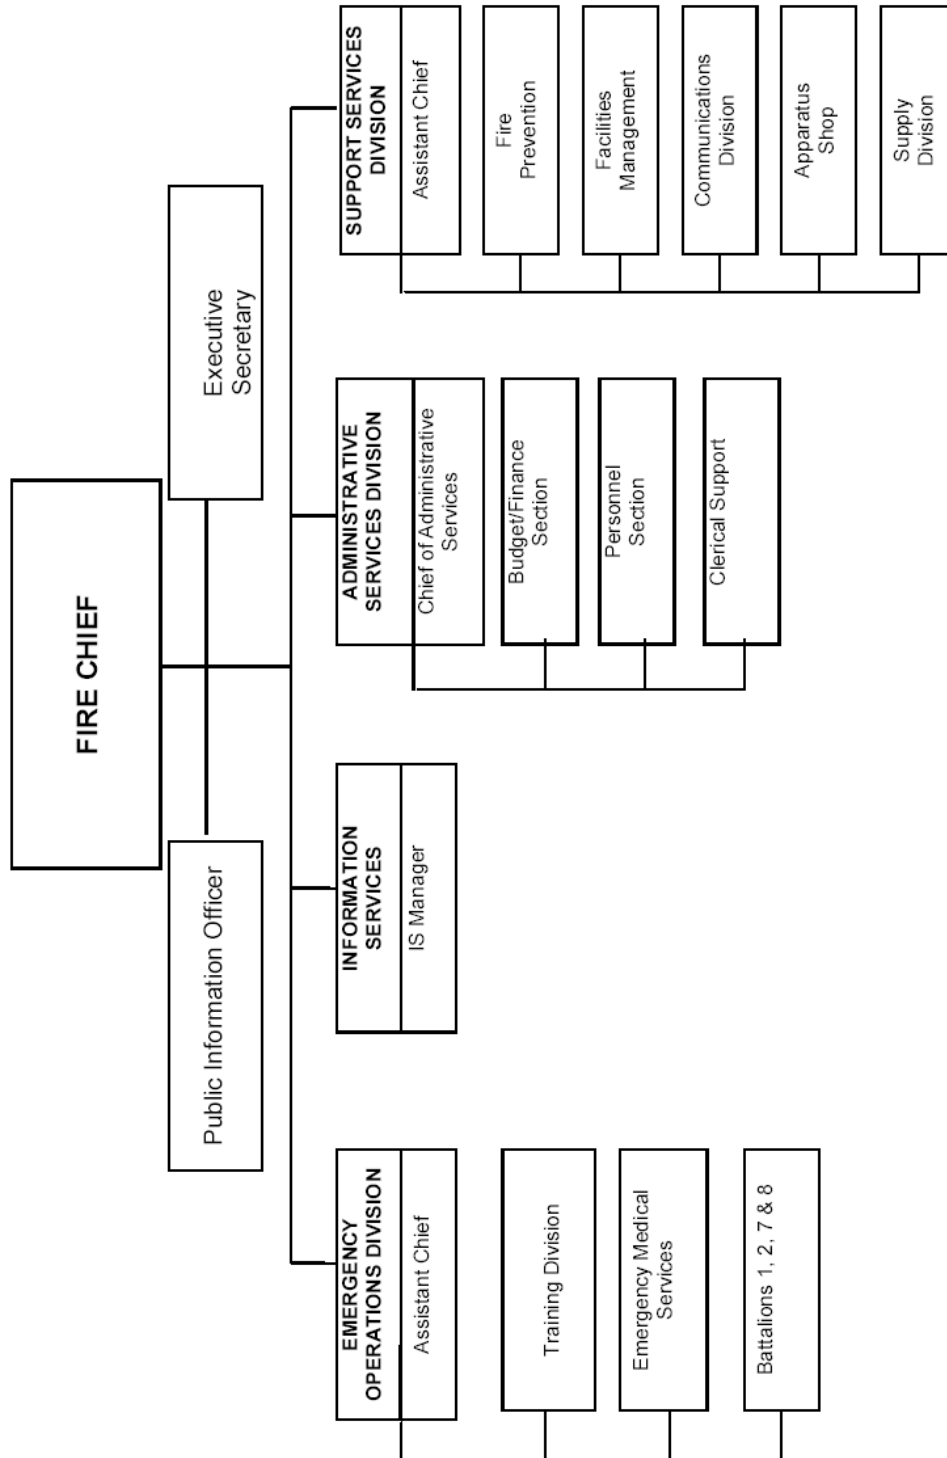 FIRE CHIEF
Public Information Officer
Executive
Secretary
EMERGENCY
OPERATIONS DIVISION
Assistant Chief
Training Division
Emergency Medical
Services
Battalions 1, 2, 7 & 8
INFORMATION
SERVICES
IS Manager
ADMINISTRATIVE
SERVICES DIVISION
Chief of Administrative
Services
Budget/Finance
Section
Personnel
Section
Clerical Support
SUPPORT SERVICES
DIVISION
Assistant Chief
Fire
Prevention
Facilities
Management
Communications
Division
Apparatus
Shop
Supply
Division